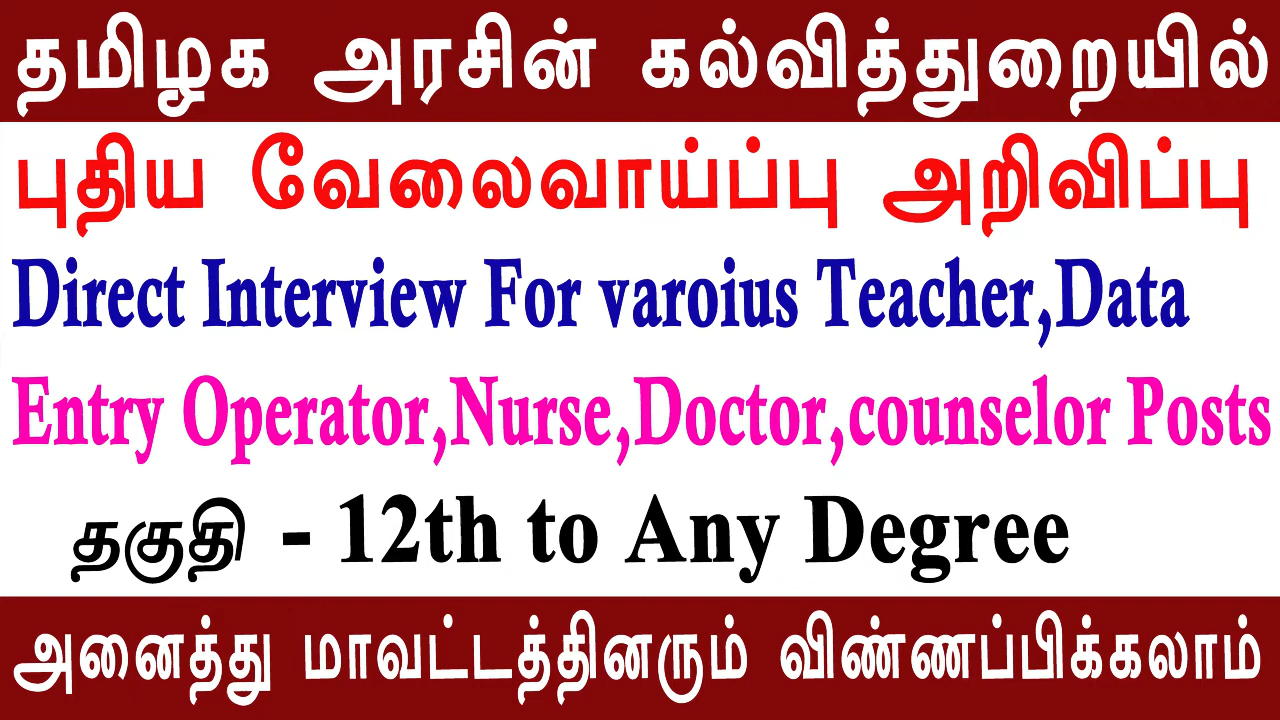 தமிழக அரசின் கல்வித்துறையில்
புதிய வேலைவாய்ப்பு அறிவிப்பு
Direct Interview For varoius Teacher,Data
Entry Operator,Nurse,Doctor,counselor Posts
தகுதி - 12th to Any Degree
அனைத்து மாவட்டத்தினரும் விண்ணப்பிக்கலாம்